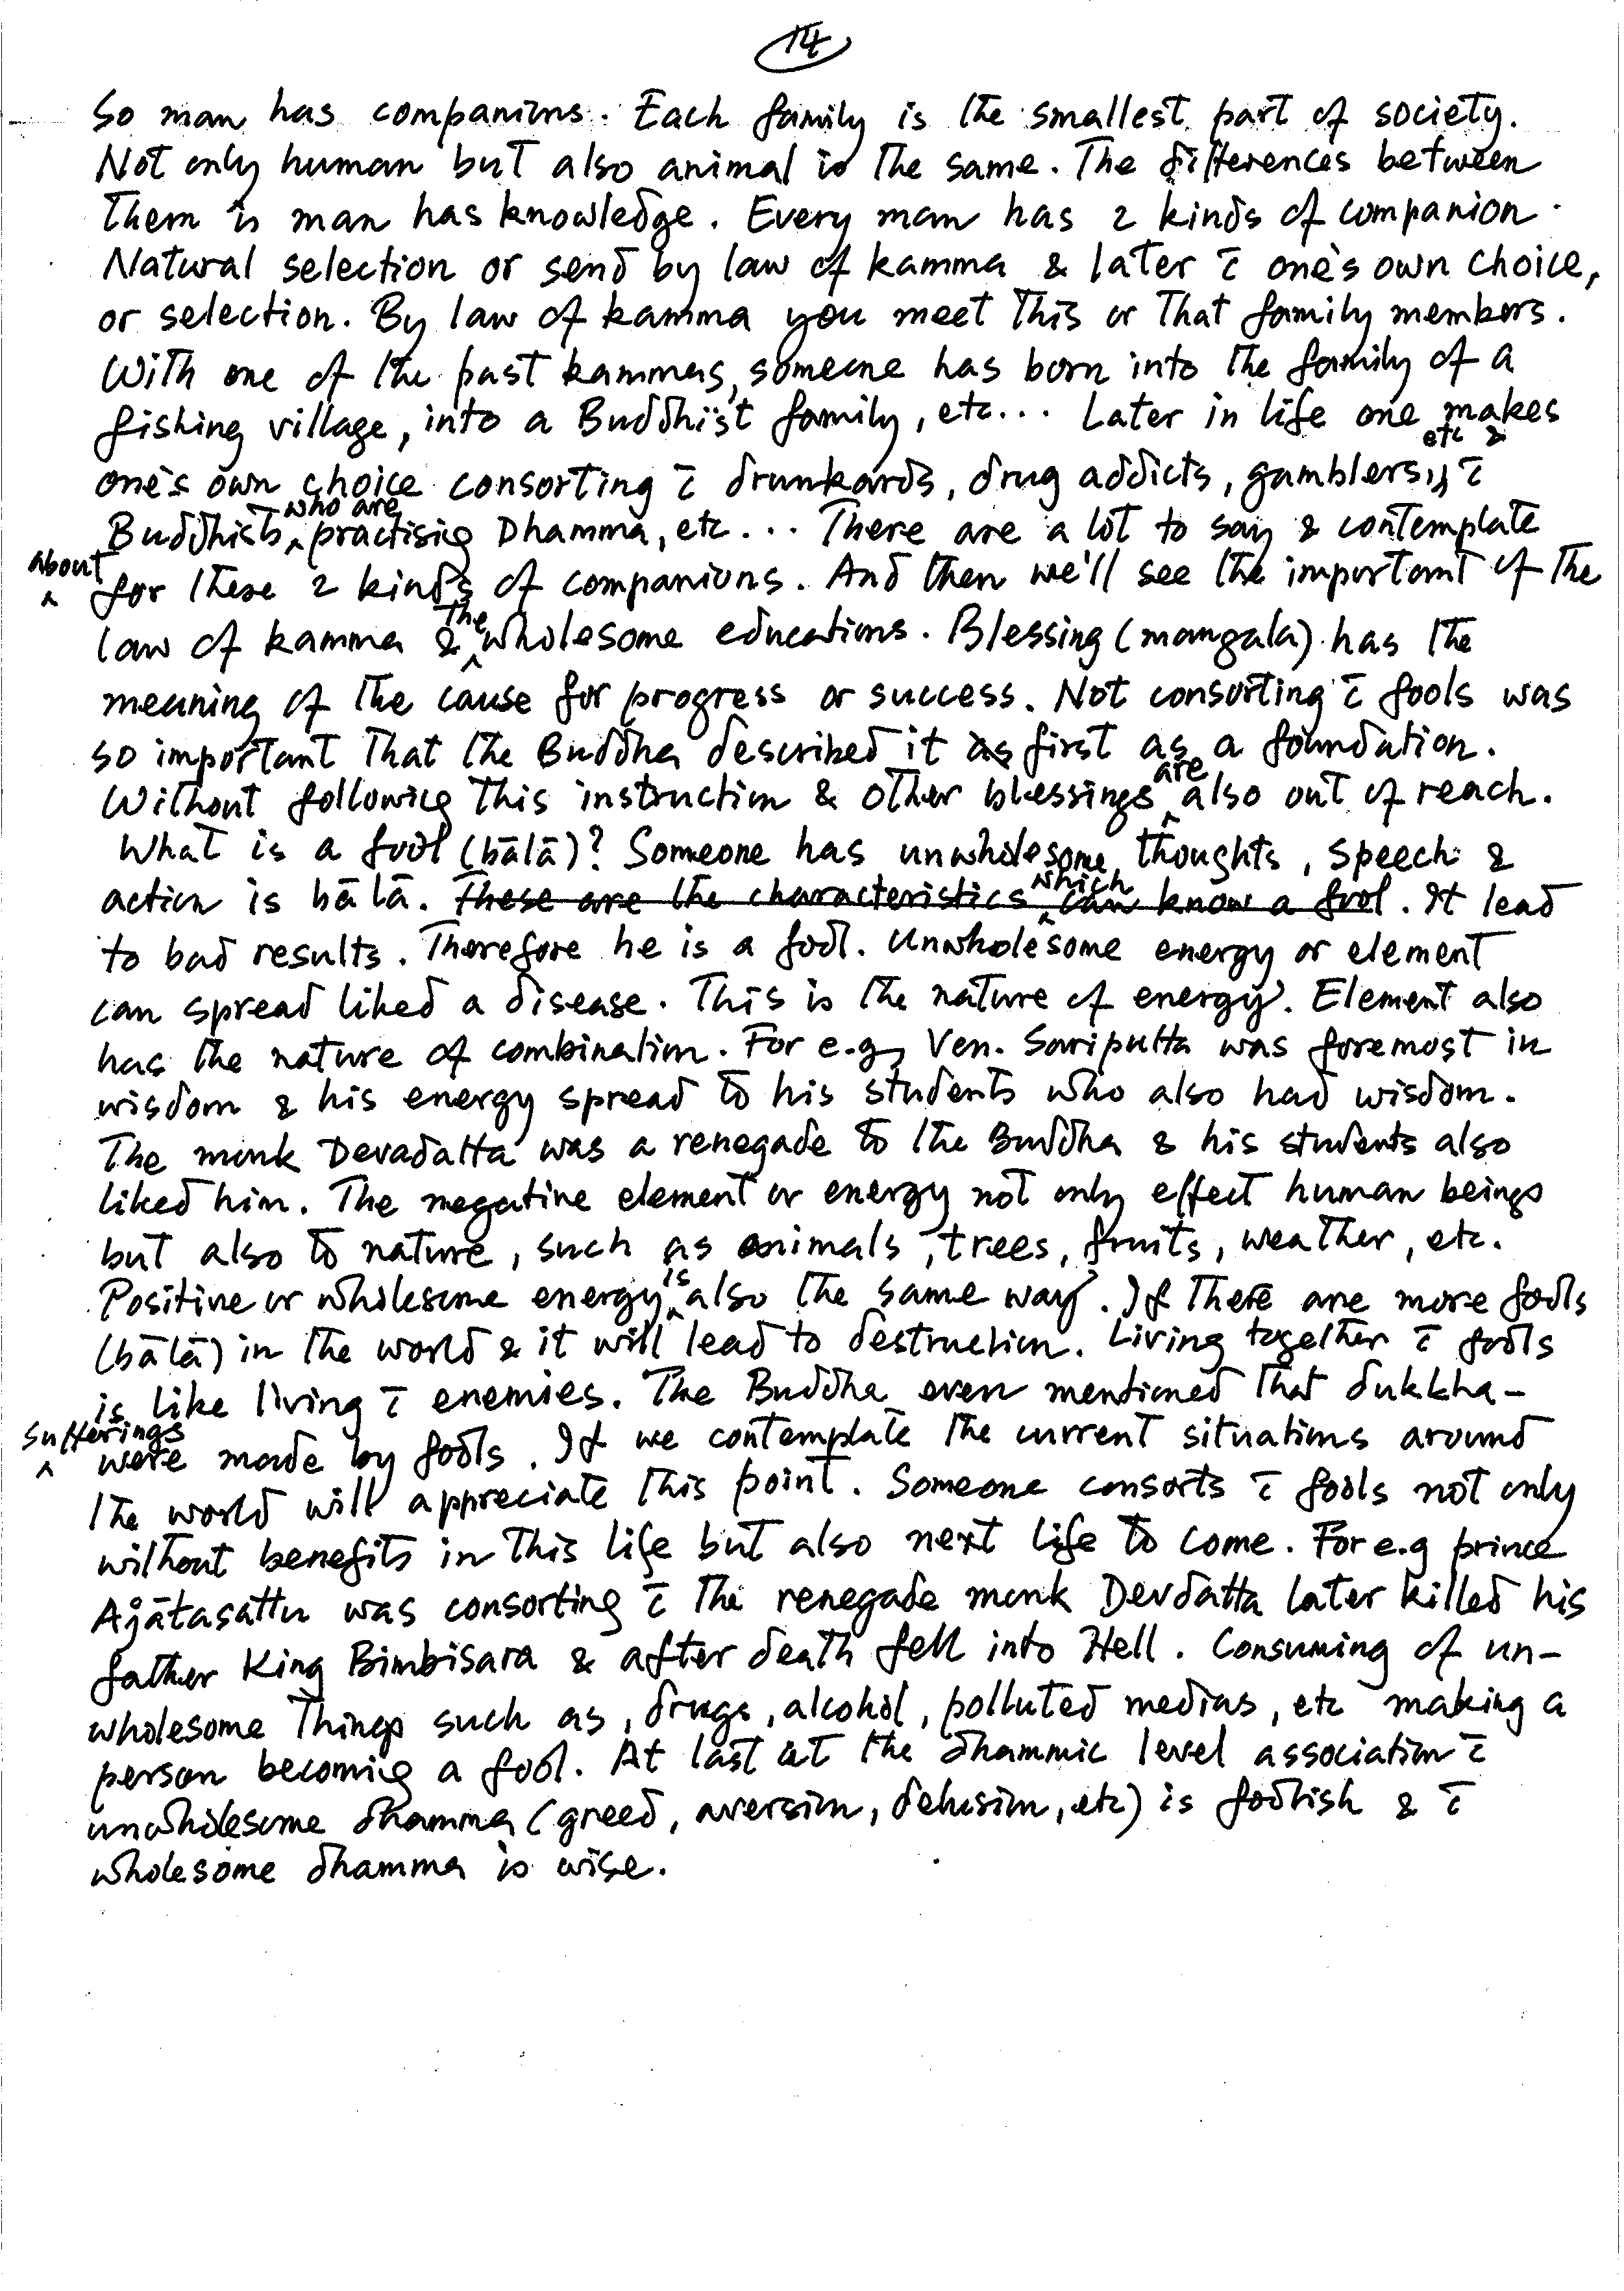 14
So man has companions. Each family is the smallest part of society.
Not only human but also animal is the same. The differences between
them is man has knowledge. Every man has 2 kinds of companion.
Natural selection or send by law of kamma & later c̄ one's own choice,
or selection. By law of kamma you meet this or that family members.
With one of the past kammas, someone has born into the family of a
fishing village, into a Buddhist family, etc... Later in life one makes
one's own choice consorting c̄ drunkards, drug addicts, gamblers, etc & c̄
Buddhists who are practising Dhamma, etc... There are a lot to say & contemplate
about for these 2 kinds of companions. And then we'll see the important of the
law of kamma & the wholesome educations. Blessing (mangala) has the
meaning of the cause for progress or success. Not consorting c̄ fools was
so important that the Buddha described it as first as a foundation.
Without following this instruction & other blessings are also out of reach.
What is a fool (bālā)? Someone has unwholesome thoughts, speech &
action is bālā. These are the characteristics which can know a fool. It lead
to bad results. Therefore he is a fool. Unwholesome energy or element
can spread liked a disease. This is the nature of energy. Element also
has the nature of combination. For e.g, Ven. Sariputta was foremost in
wisdom & his energy spread to his students who also had wisdom.
The monk Devadatta was a renegade to the Buddha & his students also
liked him. The negative element or energy not only effect human beings
but also to nature, such as animals, trees, fruits, weather, etc.
Positive or wholesome energy is also the same way. If there are more fools
(bālā) in the world & it will lead to destruction. Living together c̄ fools
is like living c̄ enemies. The Buddha even mentioned that dukkha-
sufferings were made by fools. If we contemplate the current situations around
the world will appreciate this point. Someone consorts c̄ fools not only
without benefits in this life but also next life to come. For e.g prince
Ajātasattu was consorting c̄ the renegade monk Devdatta later killed his
father King Bimbisara & after death fell into Hell. Consuming of un-
wholesome things such as, drugs, alcohol, polluted medias, etc making a
person becoming a fool. At last at the dhammic level association c̄
unwholesome dhamma (greed, aversion, delusion, etc) is foolish & c̄
wholesome dhamma is wise.